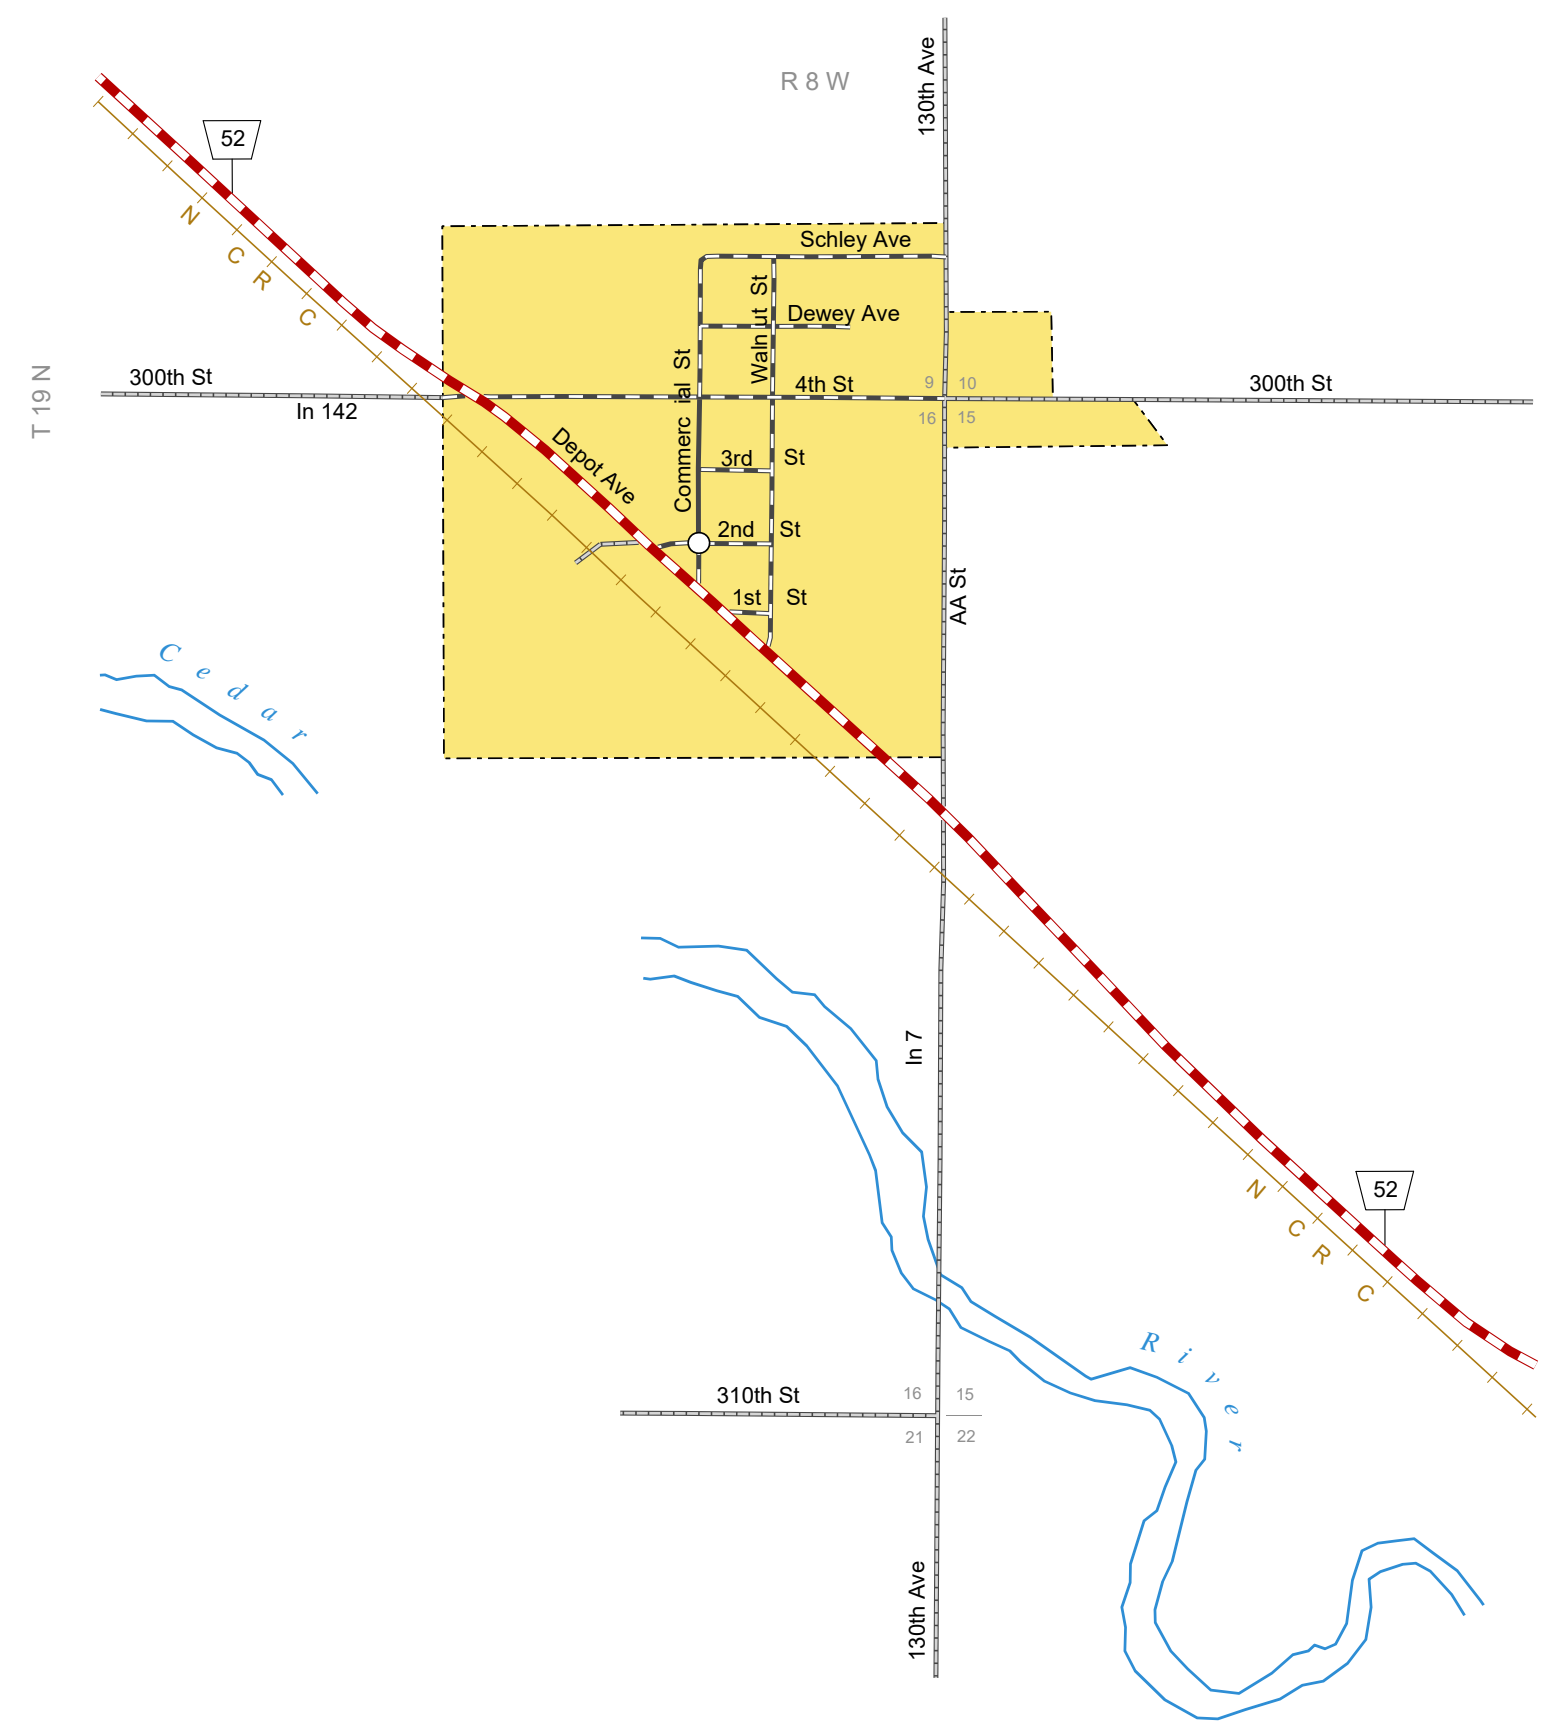 130th Ave
R 8 W
52
N C R C
Schley Ave
Walnut St
Dewey Ave
Commercial St
T 19 N
300th St
In 142
4th St
9 10
16 15
300th St
Depot Ave
3rd St
2nd St
1st St
AA St
Cedar
In 7
52
N C R C
River
310th St
16 15
21 22
130th Ave